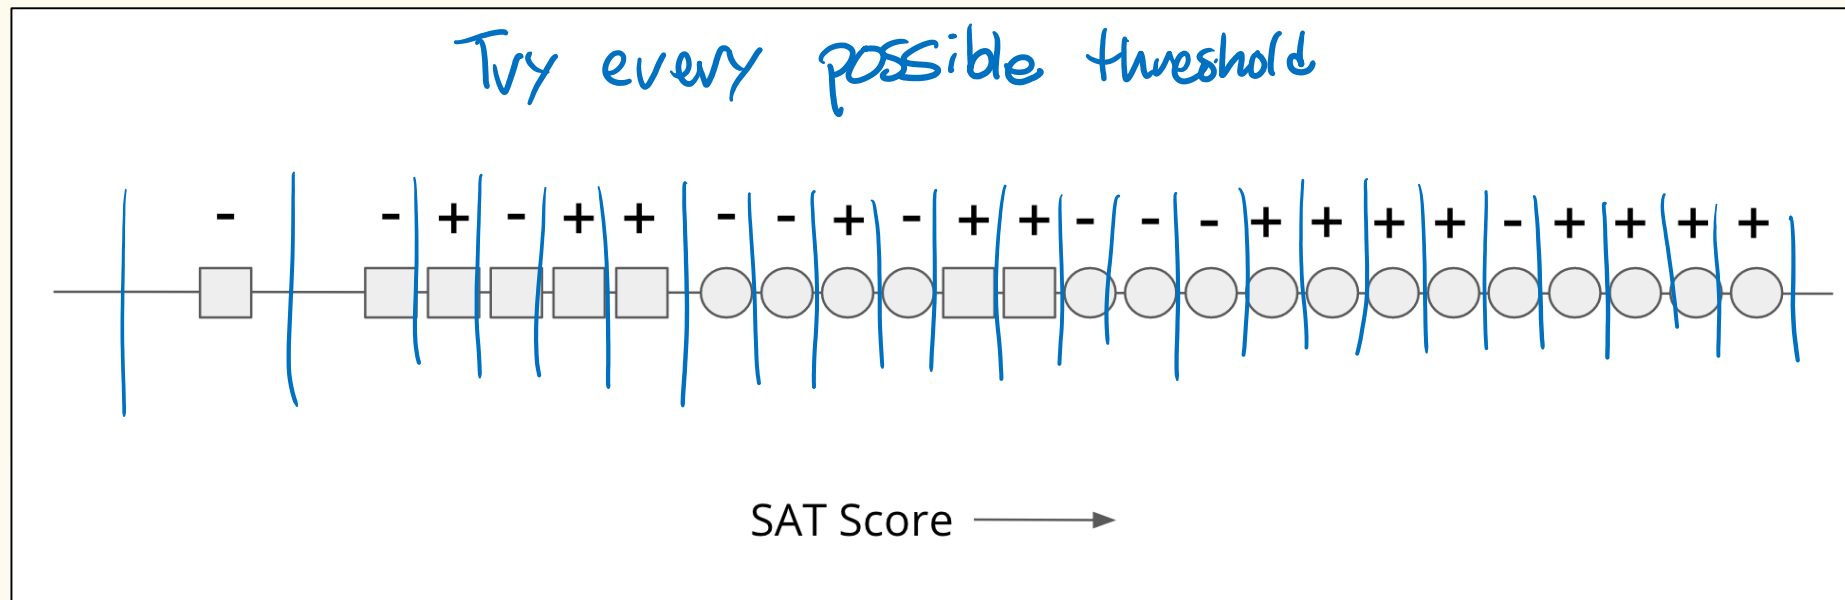 Try every possible threshold
- - + - + + - - + - + + - - - + + + + - + + + +
SAT Score